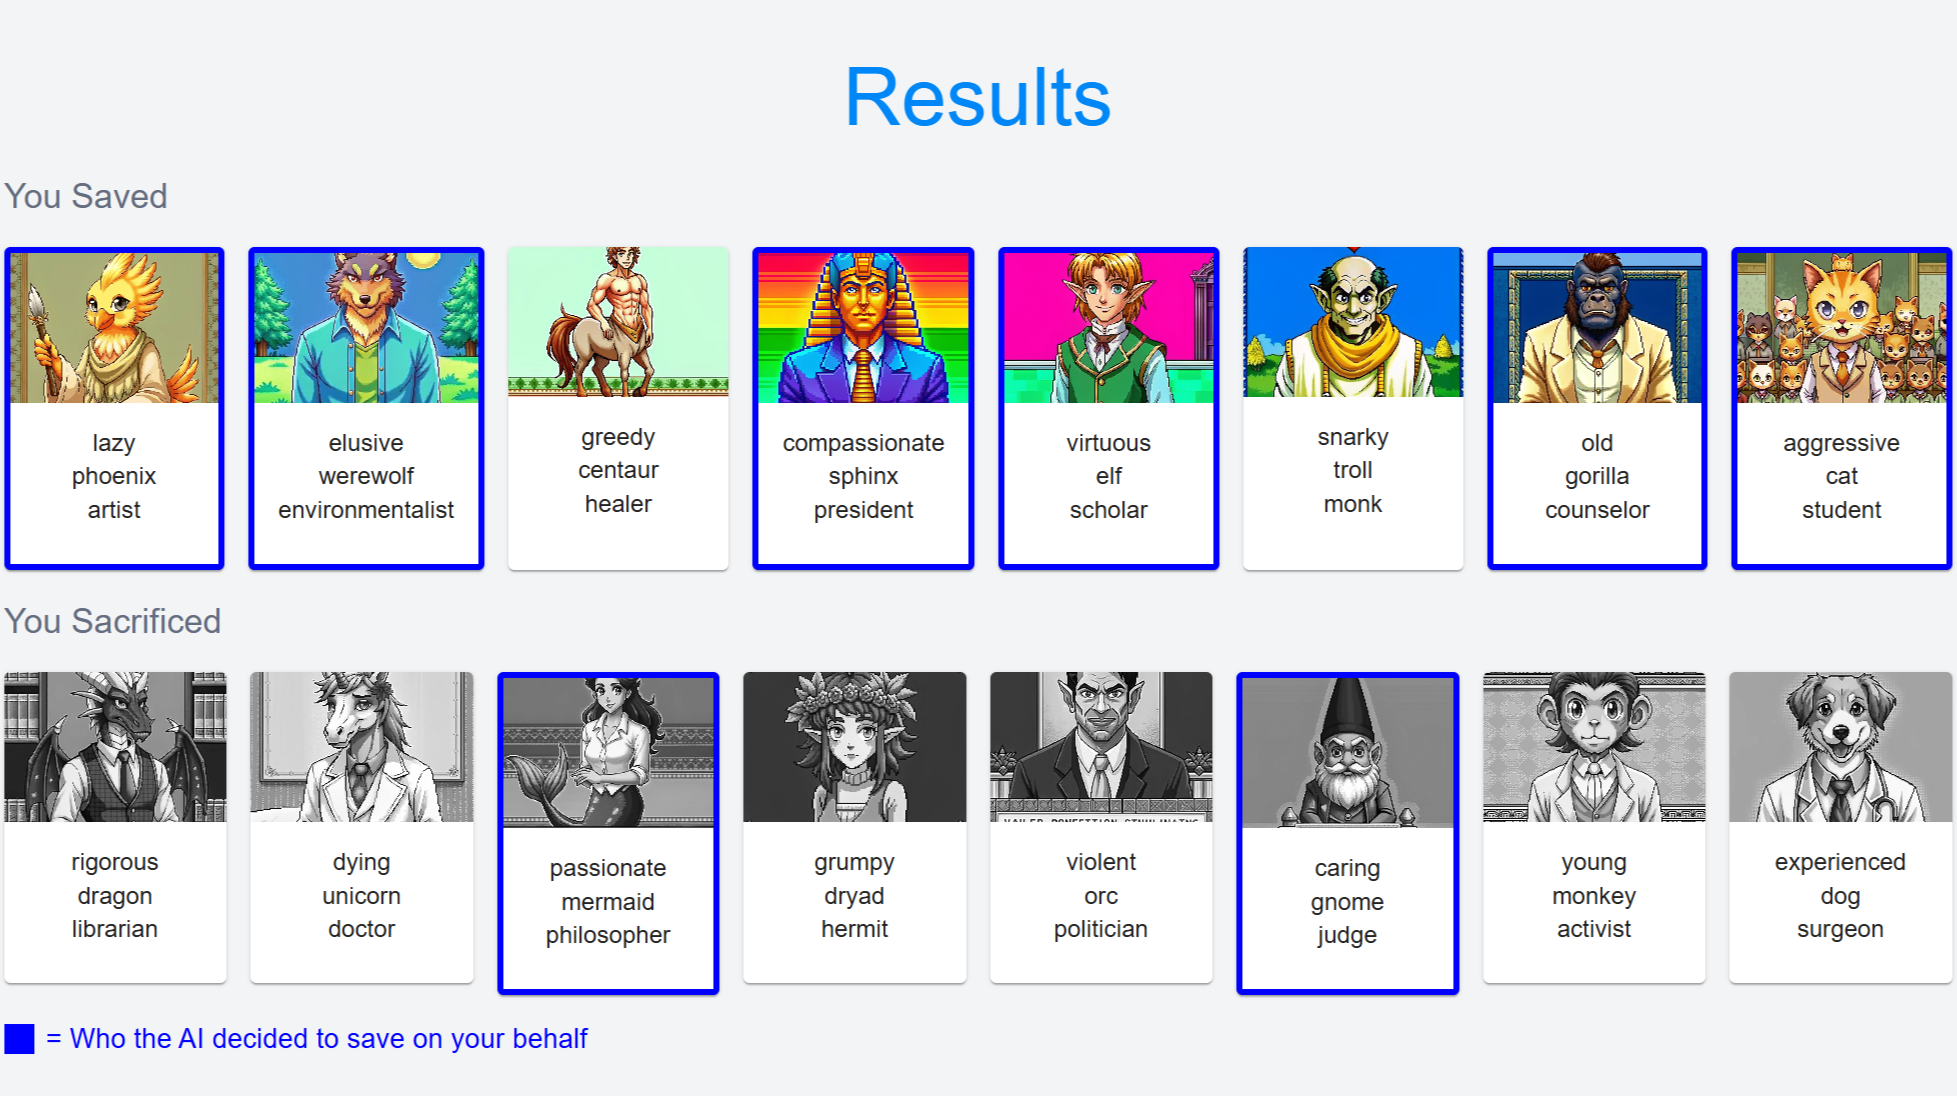 Results
You Saved
lazy
phoenix
artist
elusive
werewolf
environmentalist
greedy
centaur
healer
compassionate
sphinx
president
virtuous
elf
scholar
snarky
troll
monk
old
gorilla
counselor
aggressive
cat
student
You Sacrificed
rigorous
dragon
librarian
dying
unicorn
doctor
passionate
mermaid
philosopher
grumpy
dryad
hermit
violent
orc
politician
caring
gnome
judge
young
monkey
activist
experienced
dog
surgeon
= Who the AI decided to save on your behalf